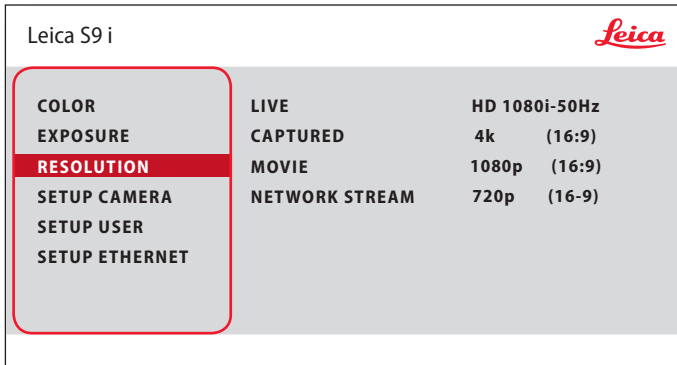 Leica S9 i
Leica
COLOR
EXPOSURE
RESOLUTION
SETUP CAMERA
SETUP USER
SETUP ETHERNET
LIVE HD 1080i-50Hz
CAPTURED 4k (16:9)
MOVIE 1080p (16:9)
NETWORK STREAM 720p (16-9)